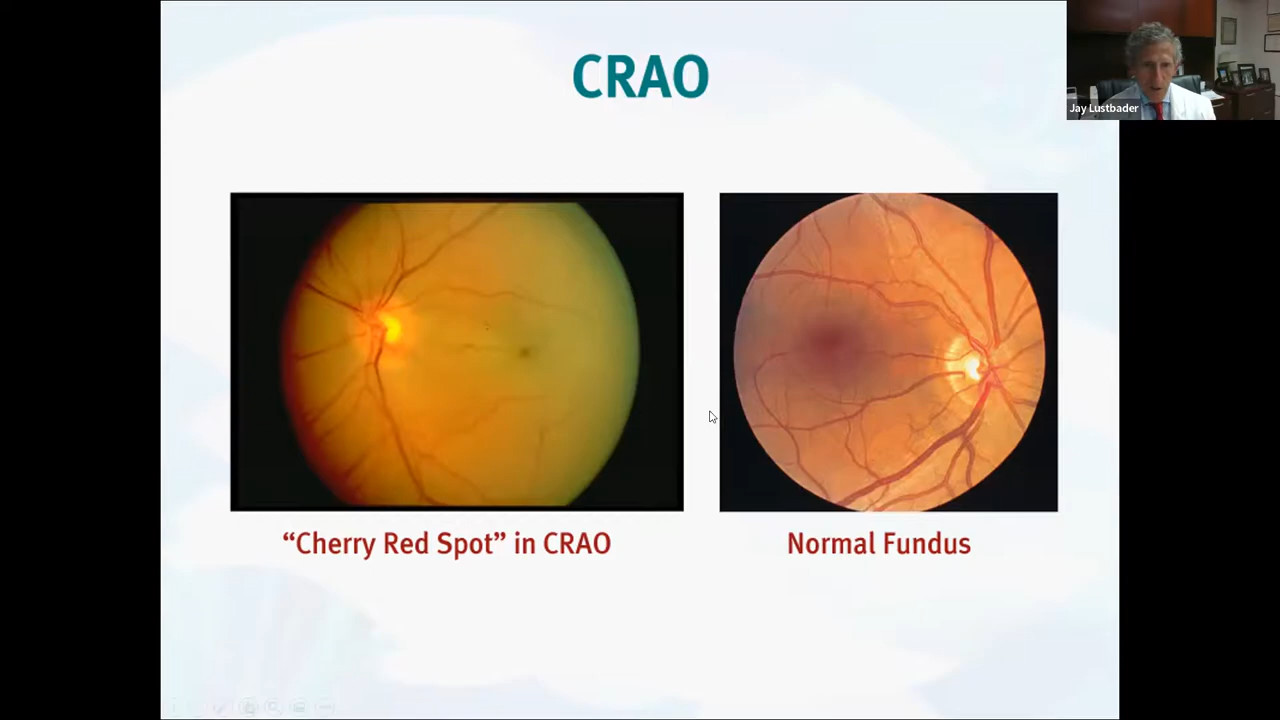 CRAO
Jay Lustbader
“Cherry Red Spot” in CRAO
Normal Fundus